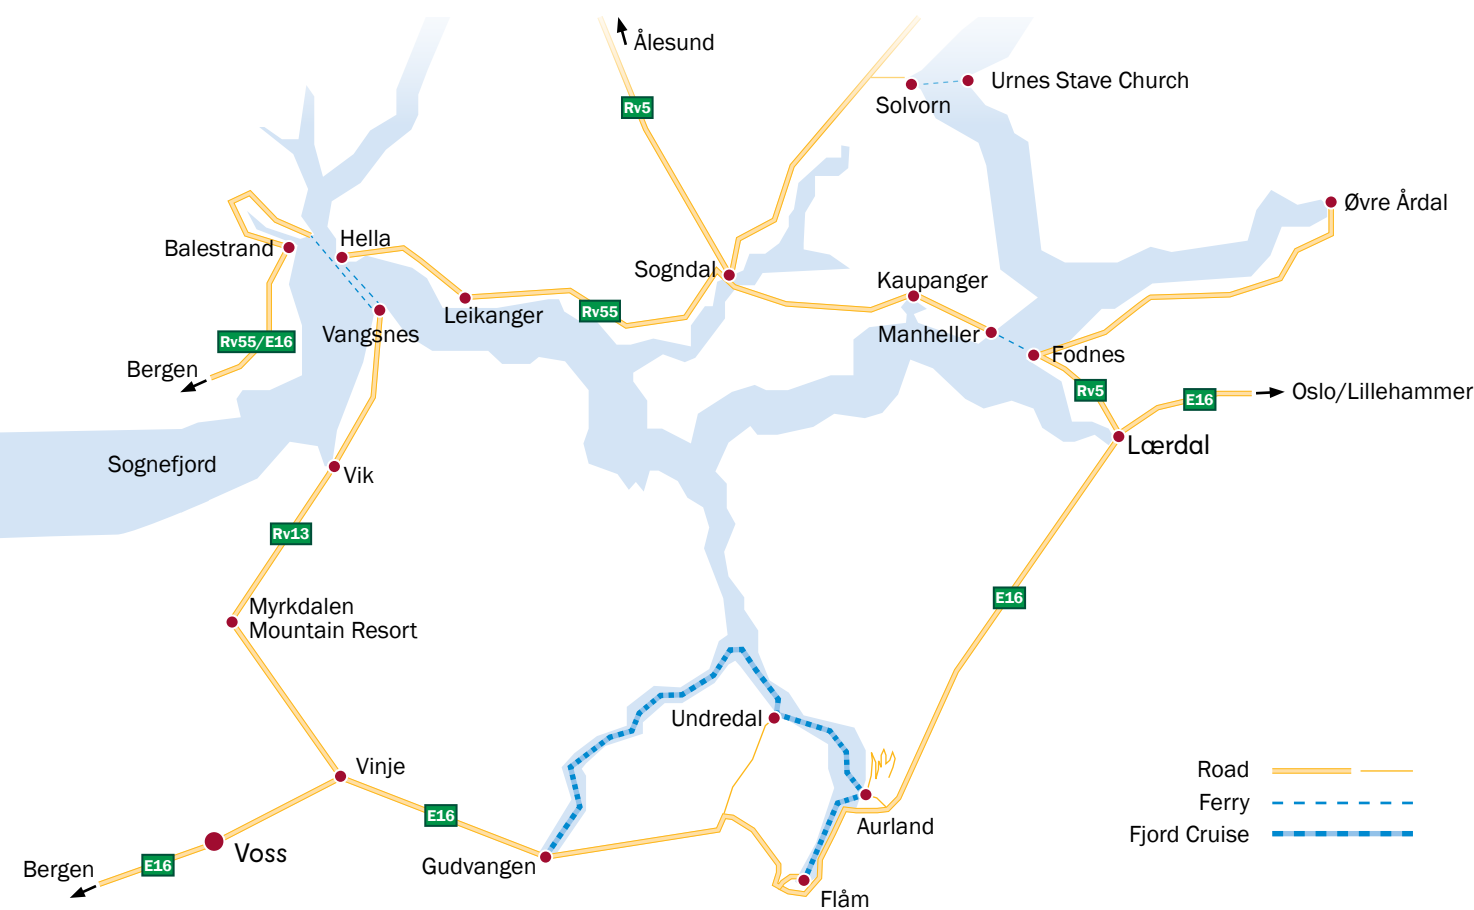 Ålesund
Urnes Stave Church
Solvorn
Rv5
Øvre Årdal
Hella
Balestrand
Sogndal
Kaupanger
Leikanger
Rv55
Vangsnes
Manheller
Fodnes
Rv55/E16
Bergen
Rv5
E16
Oslo/Lillehammer
Lærdal
Sognefjord
Vik
Rv13
E16
Myrkdalen
Mountain Resort
Undredal
Vinje
Road
Ferry
E16
Aurland
Fjord Cruise
Voss
Gudvangen
E16
Bergen
Flåm